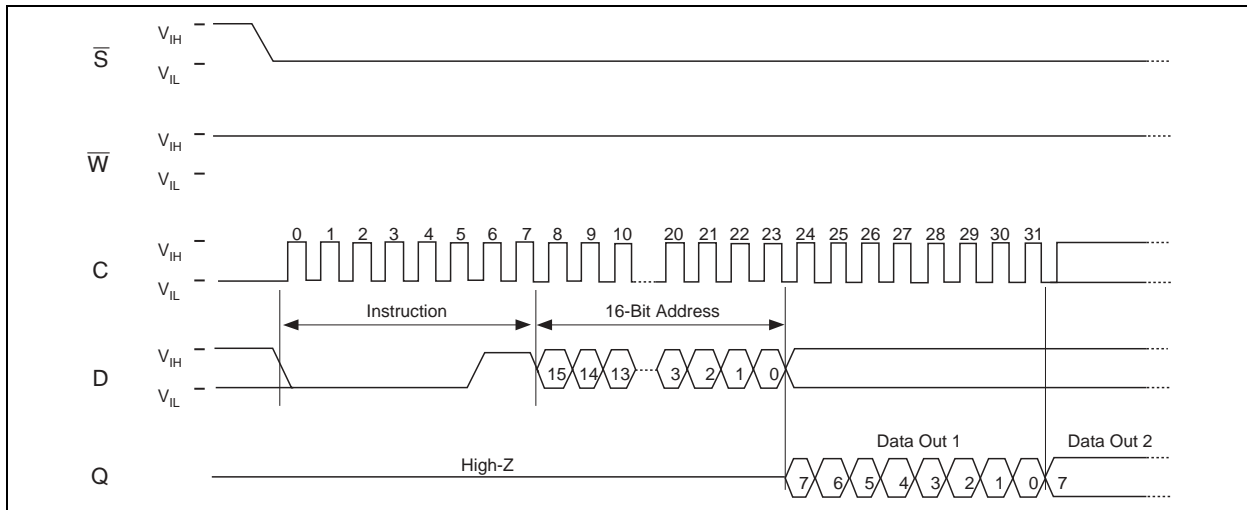 S̅
V_IH
V_IL
W̅
V_IH
V_IL
C
V_IH
V_IL
0 1 2 3 4 5 6 7 8 9 10 20 21 22 23 24 25 26 27 28 29 30 31
Instruction
16-Bit Address
D
V_IH
V_IL
15 14 13 3 2 1 0
Data Out 1
Data Out 2
Q
High-Z
7 6 5 4 3 2 1 0 7